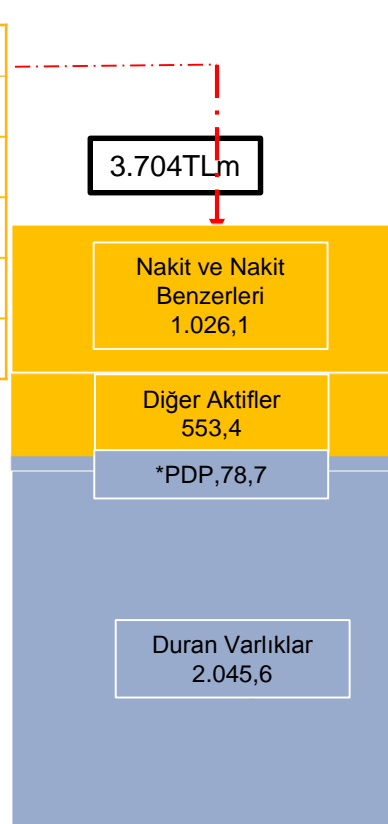 3.704TLm
Nakit ve Nakit
Benzerleri
1.026,1
Diğer Aktifler
553,4
*PDP,78,7
Duran Varlıklar
2.045,6